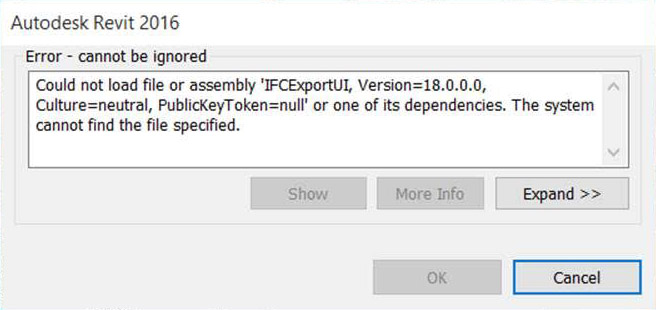 Autodesk Revit 2016
Error - cannot be ignored
Could not load file or assembly 'IFCExportUI, Version=18.0.0.0,
Culture=neutral, PublicKeyToken=null' or one of its dependencies. The system
cannot find the file specified.
Show
More Info
Expand >>
OK
Cancel